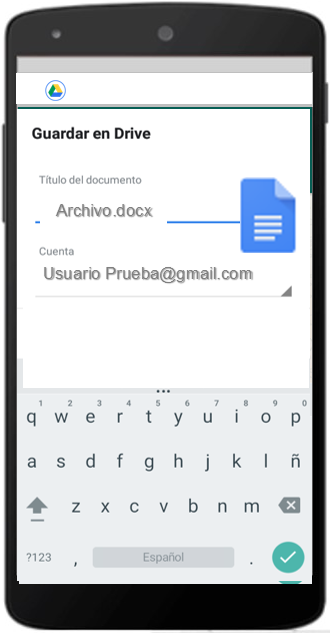 Guardar en Drive
Título del documento
Archivo.docx
Cuenta
Usuario Prueba@gmail.com
1 2 3 4 5 6 7 8 9 0
q w e r t y u i o p
a s d f g h j k l ñ
z x c v b n m
?123 , Español .